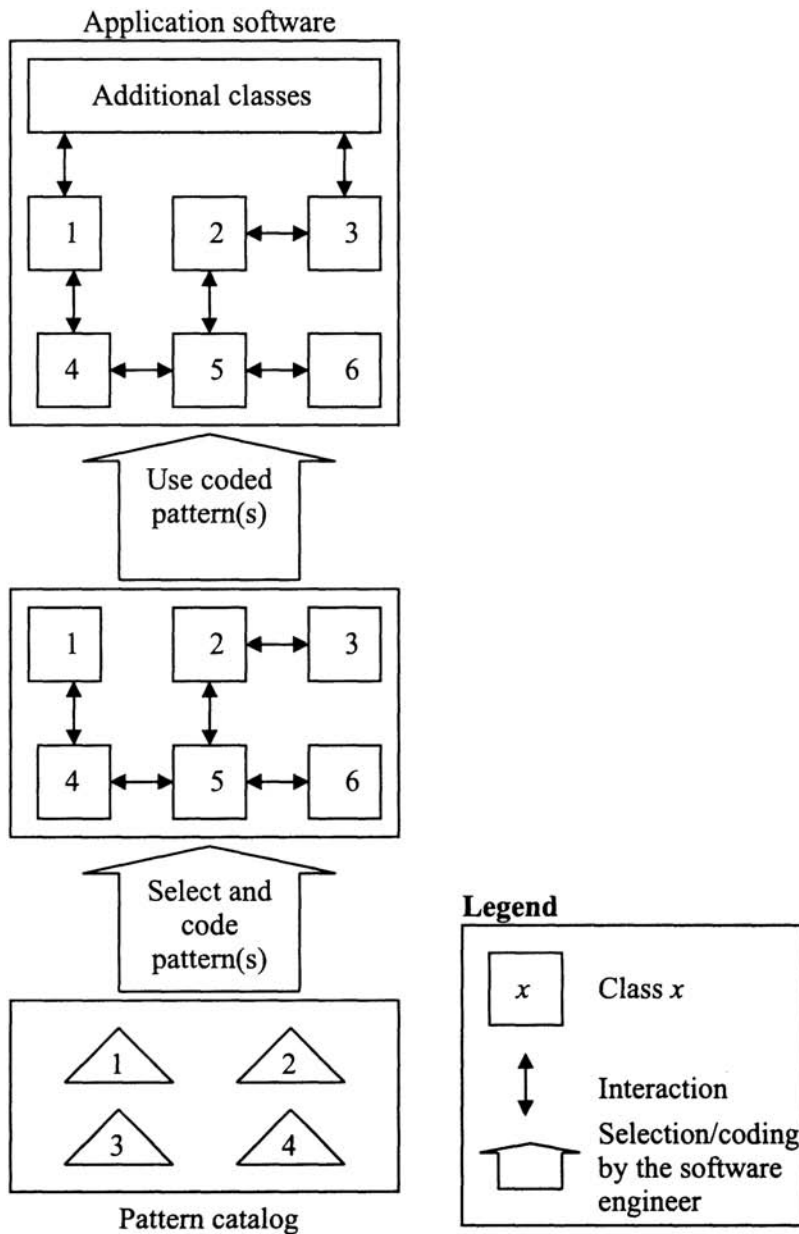 Application software
Additional classes
1 2 3
4 5 6
Use coded
pattern(s)
1 2 3
4 5 6
Select and
code
pattern(s)
1 2
3 4
Pattern catalog
Legend
x Class x
Interaction
Selection/coding
by the software
engineer